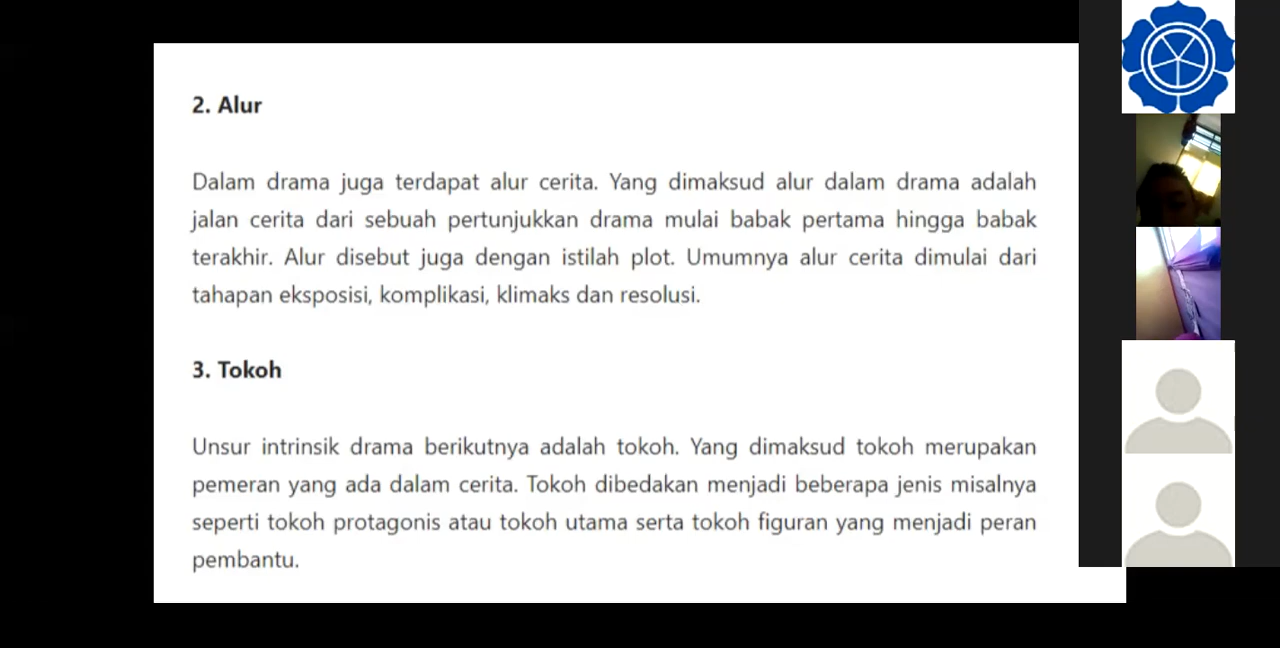 2. Alur
Dalam drama juga terdapat alur cerita. Yang dimaksud alur dalam drama adalah
jalan cerita dari sebuah pertunjukkan drama mulai babak pertama hingga babak
terakhir. Alur disebut juga dengan istilah plot. Umumnya alur cerita dimulai dari
tahapan eksposisi, komplikasi, klimaks dan resolusi.
3. Tokoh
Unsur intrinsik drama berikutnya adalah tokoh. Yang dimaksud tokoh merupakan
pemeran yang ada dalam cerita. Tokoh dibedakan menjadi beberapa jenis misalnya
seperti tokoh protagonis atau tokoh utama serta tokoh figuran yang menjadi peran
pembantu.